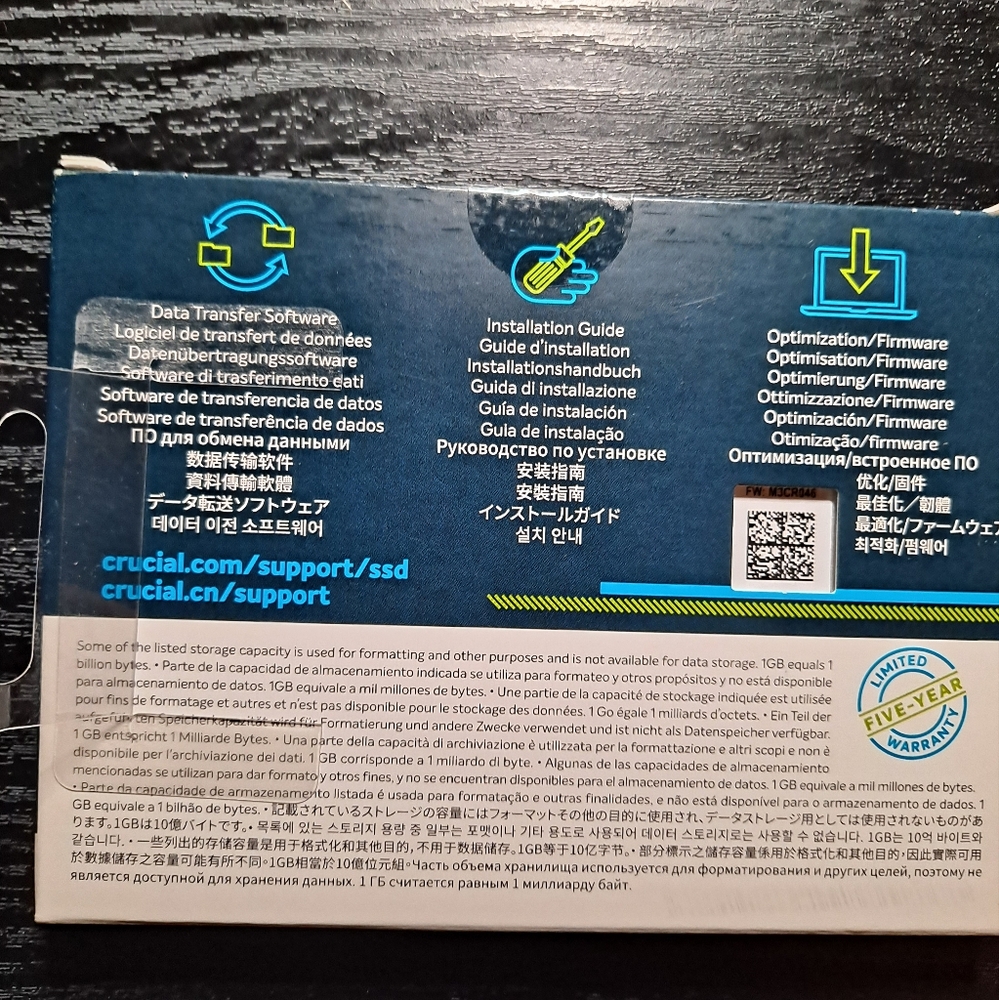 Data Transfer Software
Logiciel de transfert de données
Datenübertragungssoftware
Software di trasferimento dati
Software de transferencia de datos
Software de transferência de dados
ПО для обмена данными
数据传输软件
資料傳輸軟體
データ転送ソフトウェア
데이터 이전 소프트웨어
crucial.com/support/ssd
crucial.cn/support
Installation Guide
Guide d'installation
Installationshandbuch
Guida di installazione
Guía de instalación
Guia de instalação
Руководство по установке
安装指南
安裝指南
インストールガイド
설치 안내
Optimization/Firmware
Optimisation/Firmware
Optimierung/Firmware
Ottimizzazione/Firmware
Optimización/Firmware
Otimização/firmware
Оптимизация/встроенное ПО
优化/固件
最佳化／韌體
最適化/ファームウェア
최적화/펌웨어
FW: M3CR046
Some of the listed storage capacity is used for formatting and other purposes and is not available for data storage. 1GB equals 1
billion bytes. • Parte de la capacidad de almacenamiento indicada se utiliza para formateo y otros propósitos y no está disponible
para almacenamiento de datos. 1GB equivale a mil millones de bytes. • Une partie de la capacité de stockage indiquée est utilisée
pour fins de formatage et autres et n'est pas disponible pour le stockage des données. 1 Go égale 1 milliards d'octets. • Ein Teil der
aufgeführten Speicherkapazität wird für Formatierung und andere Zwecke verwendet und ist nicht als Datenspeicher verfügbar.
1 GB entspricht 1 Milliarde Bytes. • Una parte della capacità di archiviazione è utilizzata per la formattazione e altri scopi e non è
disponibile per l'archiviazione dei dati. 1 GB corrisponde a 1 miliardo di byte. • Algunas de las capacidades de almacenamiento
mencionadas se utilizan para dar formato y otros fines, y no se encuentran disponibles para el almacenamiento de datos. 1 GB equivale a mil millones de bytes.
• Parte da capacidade de armazenamento listada é usada para formatação e outras finalidades, e não está disponível para o armazenamento de dados. 1
GB equivale a 1 bilhão de bytes. • 記載されているストレージの容量にはフォーマットその他の目的に使用され、データストレージ用としては使用されないものがあ
ります。1GBは10億バイトです。• 목록에 있는 스토리지 용량 중 일부는 포맷이나 기타 용도로 사용되어 데이터 스토리지로는 사용할 수 없습니다. 1GB는 10억 바이트와
같습니다. • 一些列出的存储容量是用于格式化和其他目的，不用于数据储存。1GB等于10亿字节。• 部分標示之儲存容量係用於格式化和其他目的，因此實際可用
於數據儲存之容量可能有所不同。1GB相當於10億位元組。• Часть объема хранилища используется для форматирования и других целей, поэтому не
является доступной для хранения данных. 1 ГБ считается равным 1 миллиарду байт.
LIMITED
FIVE-YEAR
WARRANTY